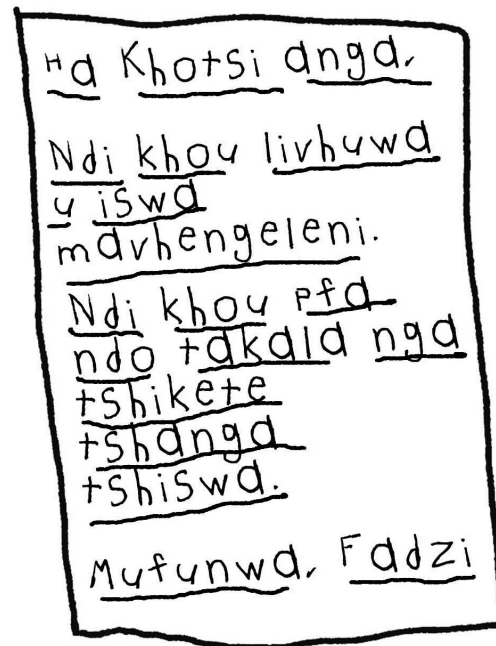 Ha Khotsi anga,
Ndi khou livhuwa
u iswa
mavhengeleni.
Ndi khou pfa
ndo takala nga
tshikete
tshanga
tshiswa.
Mufunwa, Fadzi